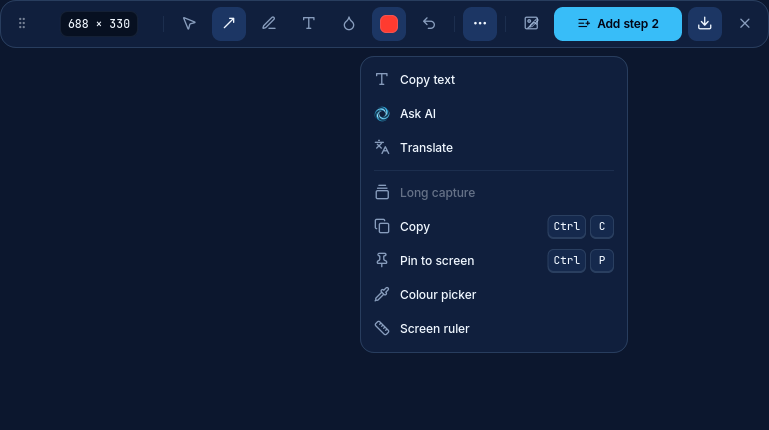 688 × 330
Add step 2
Copy text
Ask AI
Translate
Long capture
Copy Ctrl C
Pin to screen Ctrl P
Colour picker
Screen ruler